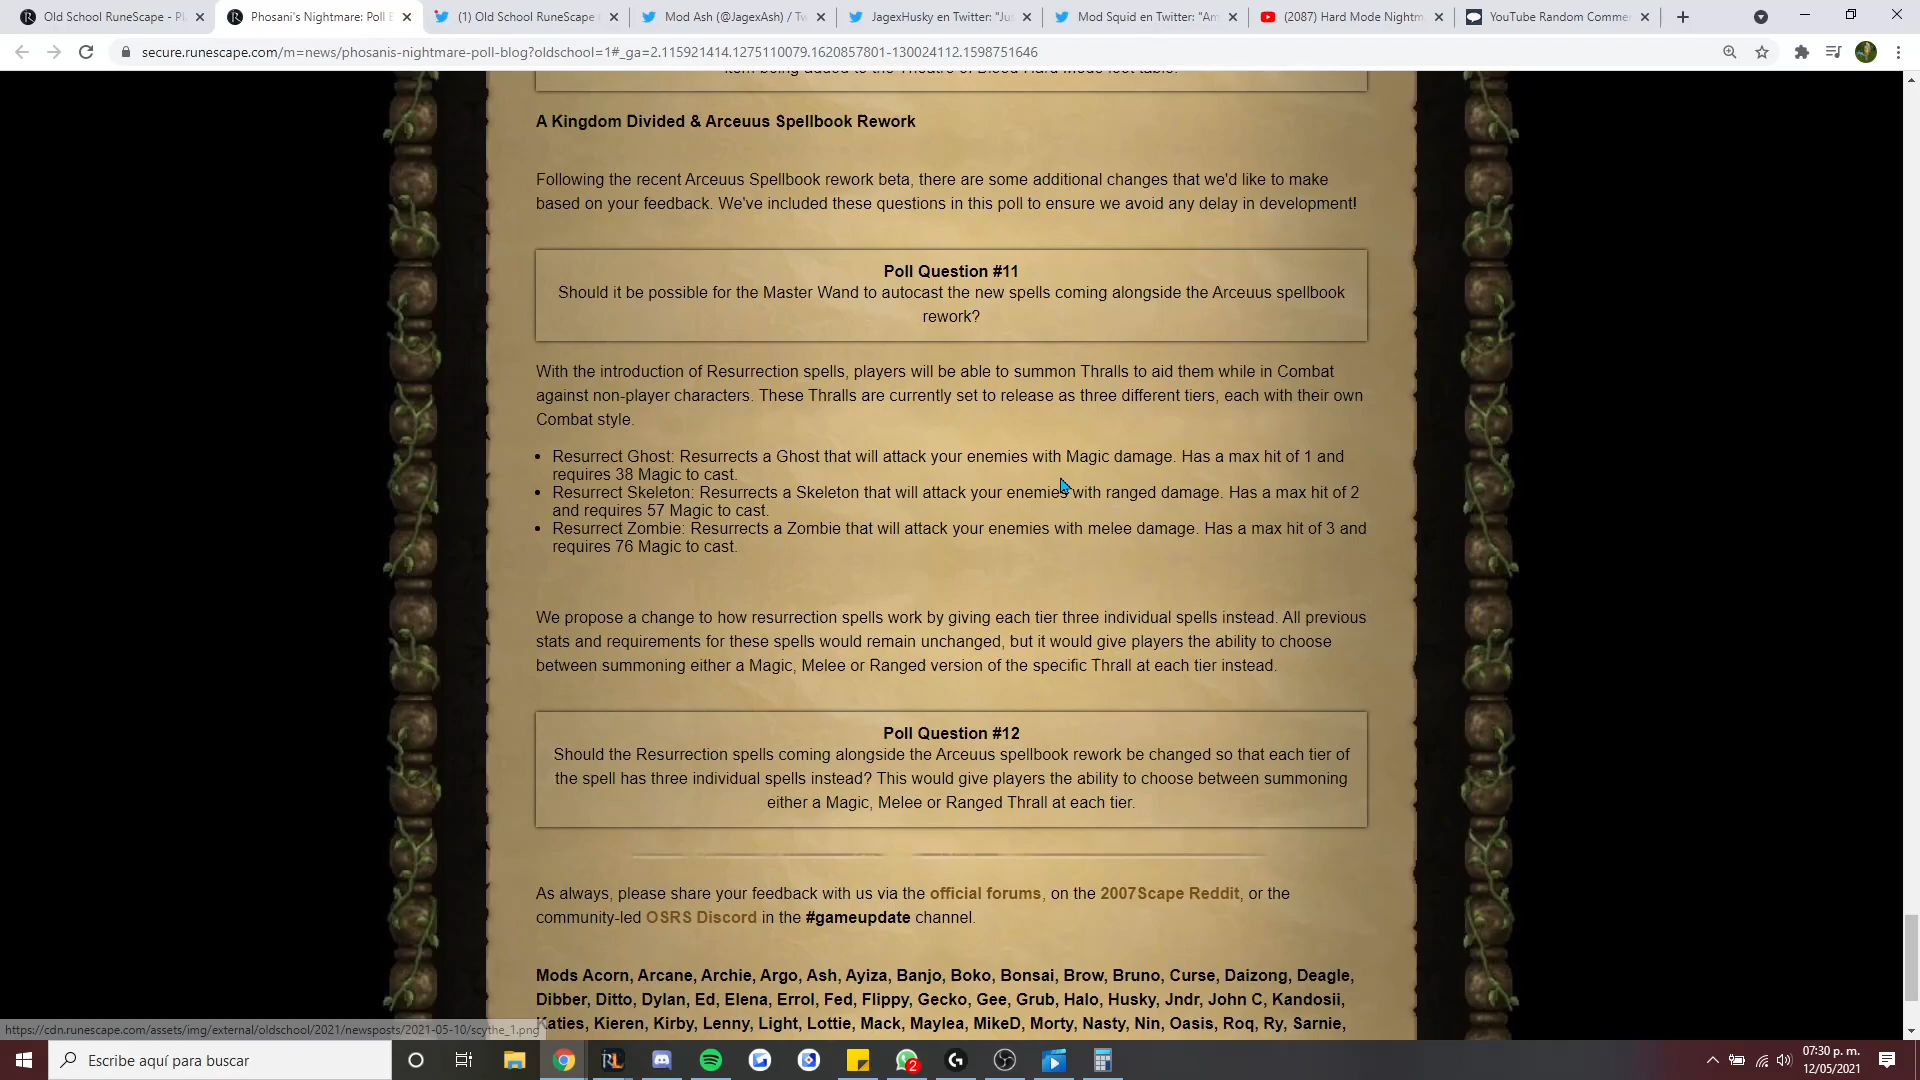 Old School RuneScape - Pl
Phosani's Nightmare: Poll B
(1) Old School RuneScape
Mod Ash (@JagexAsh) / Tw
JagexHusky en Twitter: "Jus
Mod Squid en Twitter: "Am
(2087) Hard Mode Nightm
YouTube Random Comme
secure.runescape.com/m=news/phosanis-nightmare-poll-blog?oldschool=1#_ga=2.115921414.1275110079.1620857801-130024112.1598751646
item being added to the Theatre of Blood Hard Mode loot table.
A Kingdom Divided & Arceuus Spellbook Rework
Following the recent Arceuus Spellbook rework beta, there are some additional changes that we'd like to make
based on your feedback. We've included these questions in this poll to ensure we avoid any delay in development!
Poll Question #11
Should it be possible for the Master Wand to autocast the new spells coming alongside the Arceuus spellbook
rework?
With the introduction of Resurrection spells, players will be able to summon Thralls to aid them while in Combat
against non-player characters. These Thralls are currently set to release as three different tiers, each with their own
Combat style.
• Resurrect Ghost: Resurrects a Ghost that will attack your enemies with Magic damage. Has a max hit of 1 and
requires 38 Magic to cast.
• Resurrect Skeleton: Resurrects a Skeleton that will attack your enemies with ranged damage. Has a max hit of 2
and requires 57 Magic to cast.
• Resurrect Zombie: Resurrects a Zombie that will attack your enemies with melee damage. Has a max hit of 3 and
requires 76 Magic to cast.
We propose a change to how resurrection spells work by giving each tier three individual spells instead. All previous
stats and requirements for these spells would remain unchanged, but it would give players the ability to choose
between summoning either a Magic, Melee or Ranged version of the specific Thrall at each tier instead.
Poll Question #12
Should the Resurrection spells coming alongside the Arceuus spellbook rework be changed so that each tier of
the spell has three individual spells instead? This would give players the ability to choose between summoning
either a Magic, Melee or Ranged Thrall at each tier.
As always, please share your feedback with us via the official forums, on the 2007Scape Reddit, or the
community-led OSRS Discord in the #gameupdate channel.
Mods Acorn, Arcane, Archie, Argo, Ash, Ayiza, Banjo, Boko, Bonsai, Brow, Bruno, Curse, Daizong, Deagle,
Dibber, Ditto, Dylan, Ed, Elena, Errol, Fed, Flippy, Gecko, Gee, Grub, Halo, Husky, Jndr, John C, Kandosii,
Katies, Kieren, Kirby, Lenny, Light, Lottie, Mack, Maylea, MikeD, Morty, Nasty, Nin, Oasis, Roq, Ry, Sarnie,
https://cdn.runescape.com/assets/img/external/oldschool/2021/newsposts/2021-05-10/scythe_1.png
Escribe aquí para buscar
2
07:30 p. m.
12/05/2021